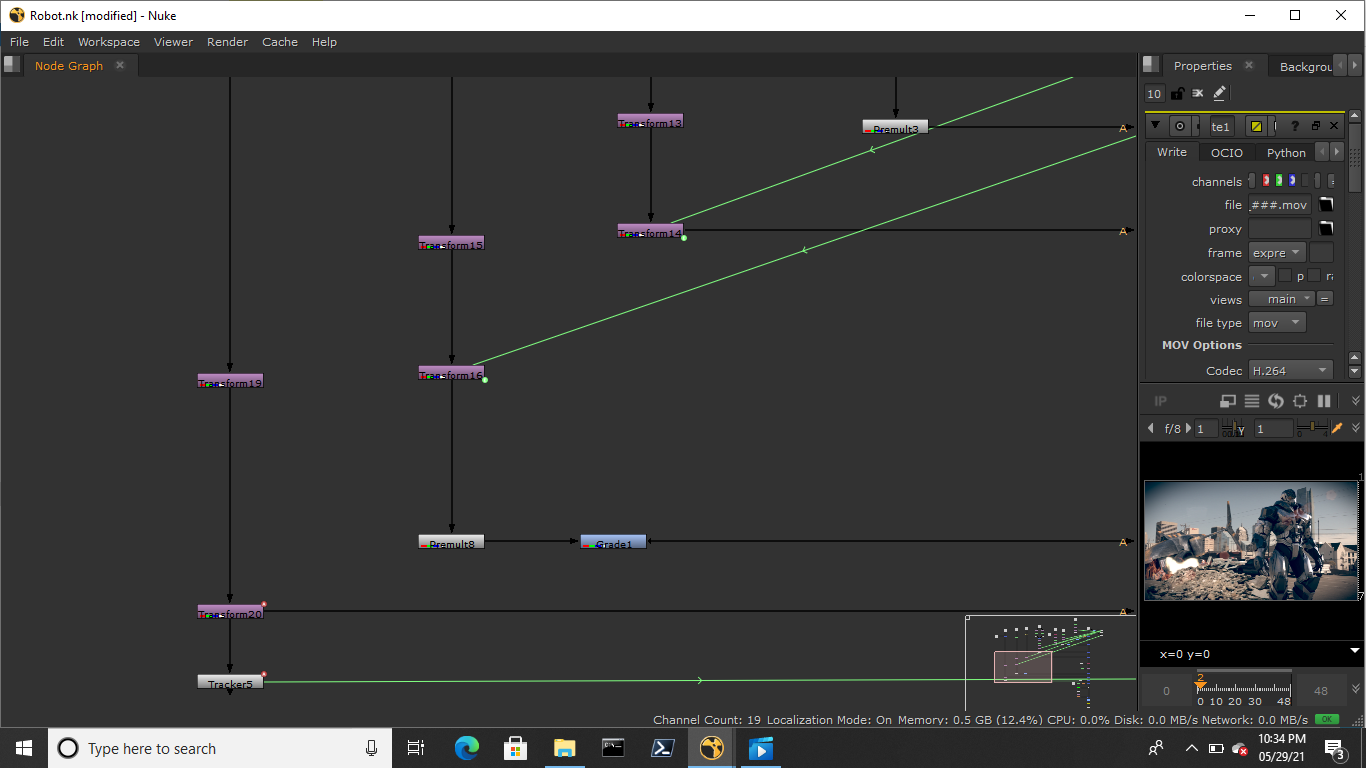 Robot.nk [modified] - Nuke
File Edit Workspace Viewer Render Cache Help
Node Graph
Properties
Backgrou
10
te1
?
Write OCIO Python
channels
=
file _###.mov
proxy
frame expre
colorspace
p
views main =
file type mov
MOV Options
Codec H.264
Transform13
Premult3
A
Transform14
A
Transform15
Transform16
Transform19
Premult8
Grade1
A
Transform20
A
Tracker5
IP
f/8 1 y 1
x=0 y=0
0
2
0 10 20 30 48
48
Channel Count: 19 Localization Mode: On Memory: 0.5 GB (12.4%) CPU: 0.0% Disk: 0.0 MB/s Network: 0.0 MB/s
OK
Type here to search
10:34 PM
05/29/21
3